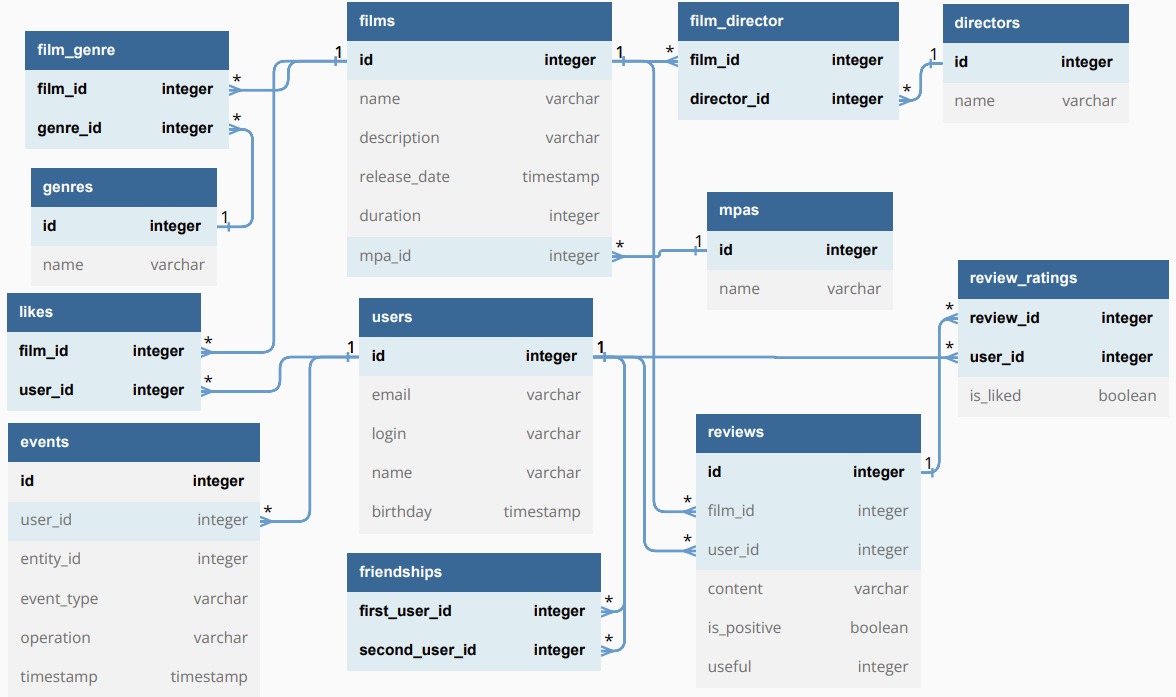 film_genre
film_id integer
genre_id integer
genres
id integer
name varchar
likes
film_id integer
user_id integer
events
id integer
user_id integer
entity_id integer
event_type varchar
operation varchar
timestamp timestamp
films
id integer
name varchar
description varchar
release_date timestamp
duration integer
mpa_id integer
users
id integer
email varchar
login varchar
name varchar
birthday timestamp
friendships
first_user_id integer
second_user_id integer
film_director
film_id integer
director_id integer
directors
id integer
name varchar
mpas
id integer
name varchar
review_ratings
review_id integer
user_id integer
is_liked boolean
reviews
id integer
film_id integer
user_id integer
content varchar
is_positive boolean
useful integer
*
*
1
1
1
*
*
1
*
1
*
*
1
1
*
*
*
*
*
1
*
*